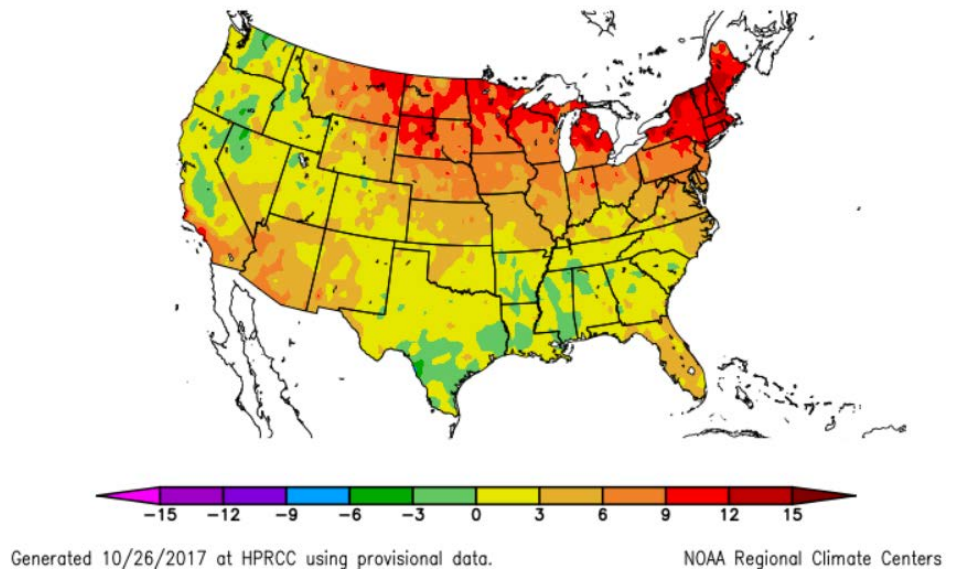 -15 -12 -9 -6 -3 0 3 6 9 12 15
Generated 10/26/2017 at HPRCC using provisional data. NOAA Regional Climate Centers